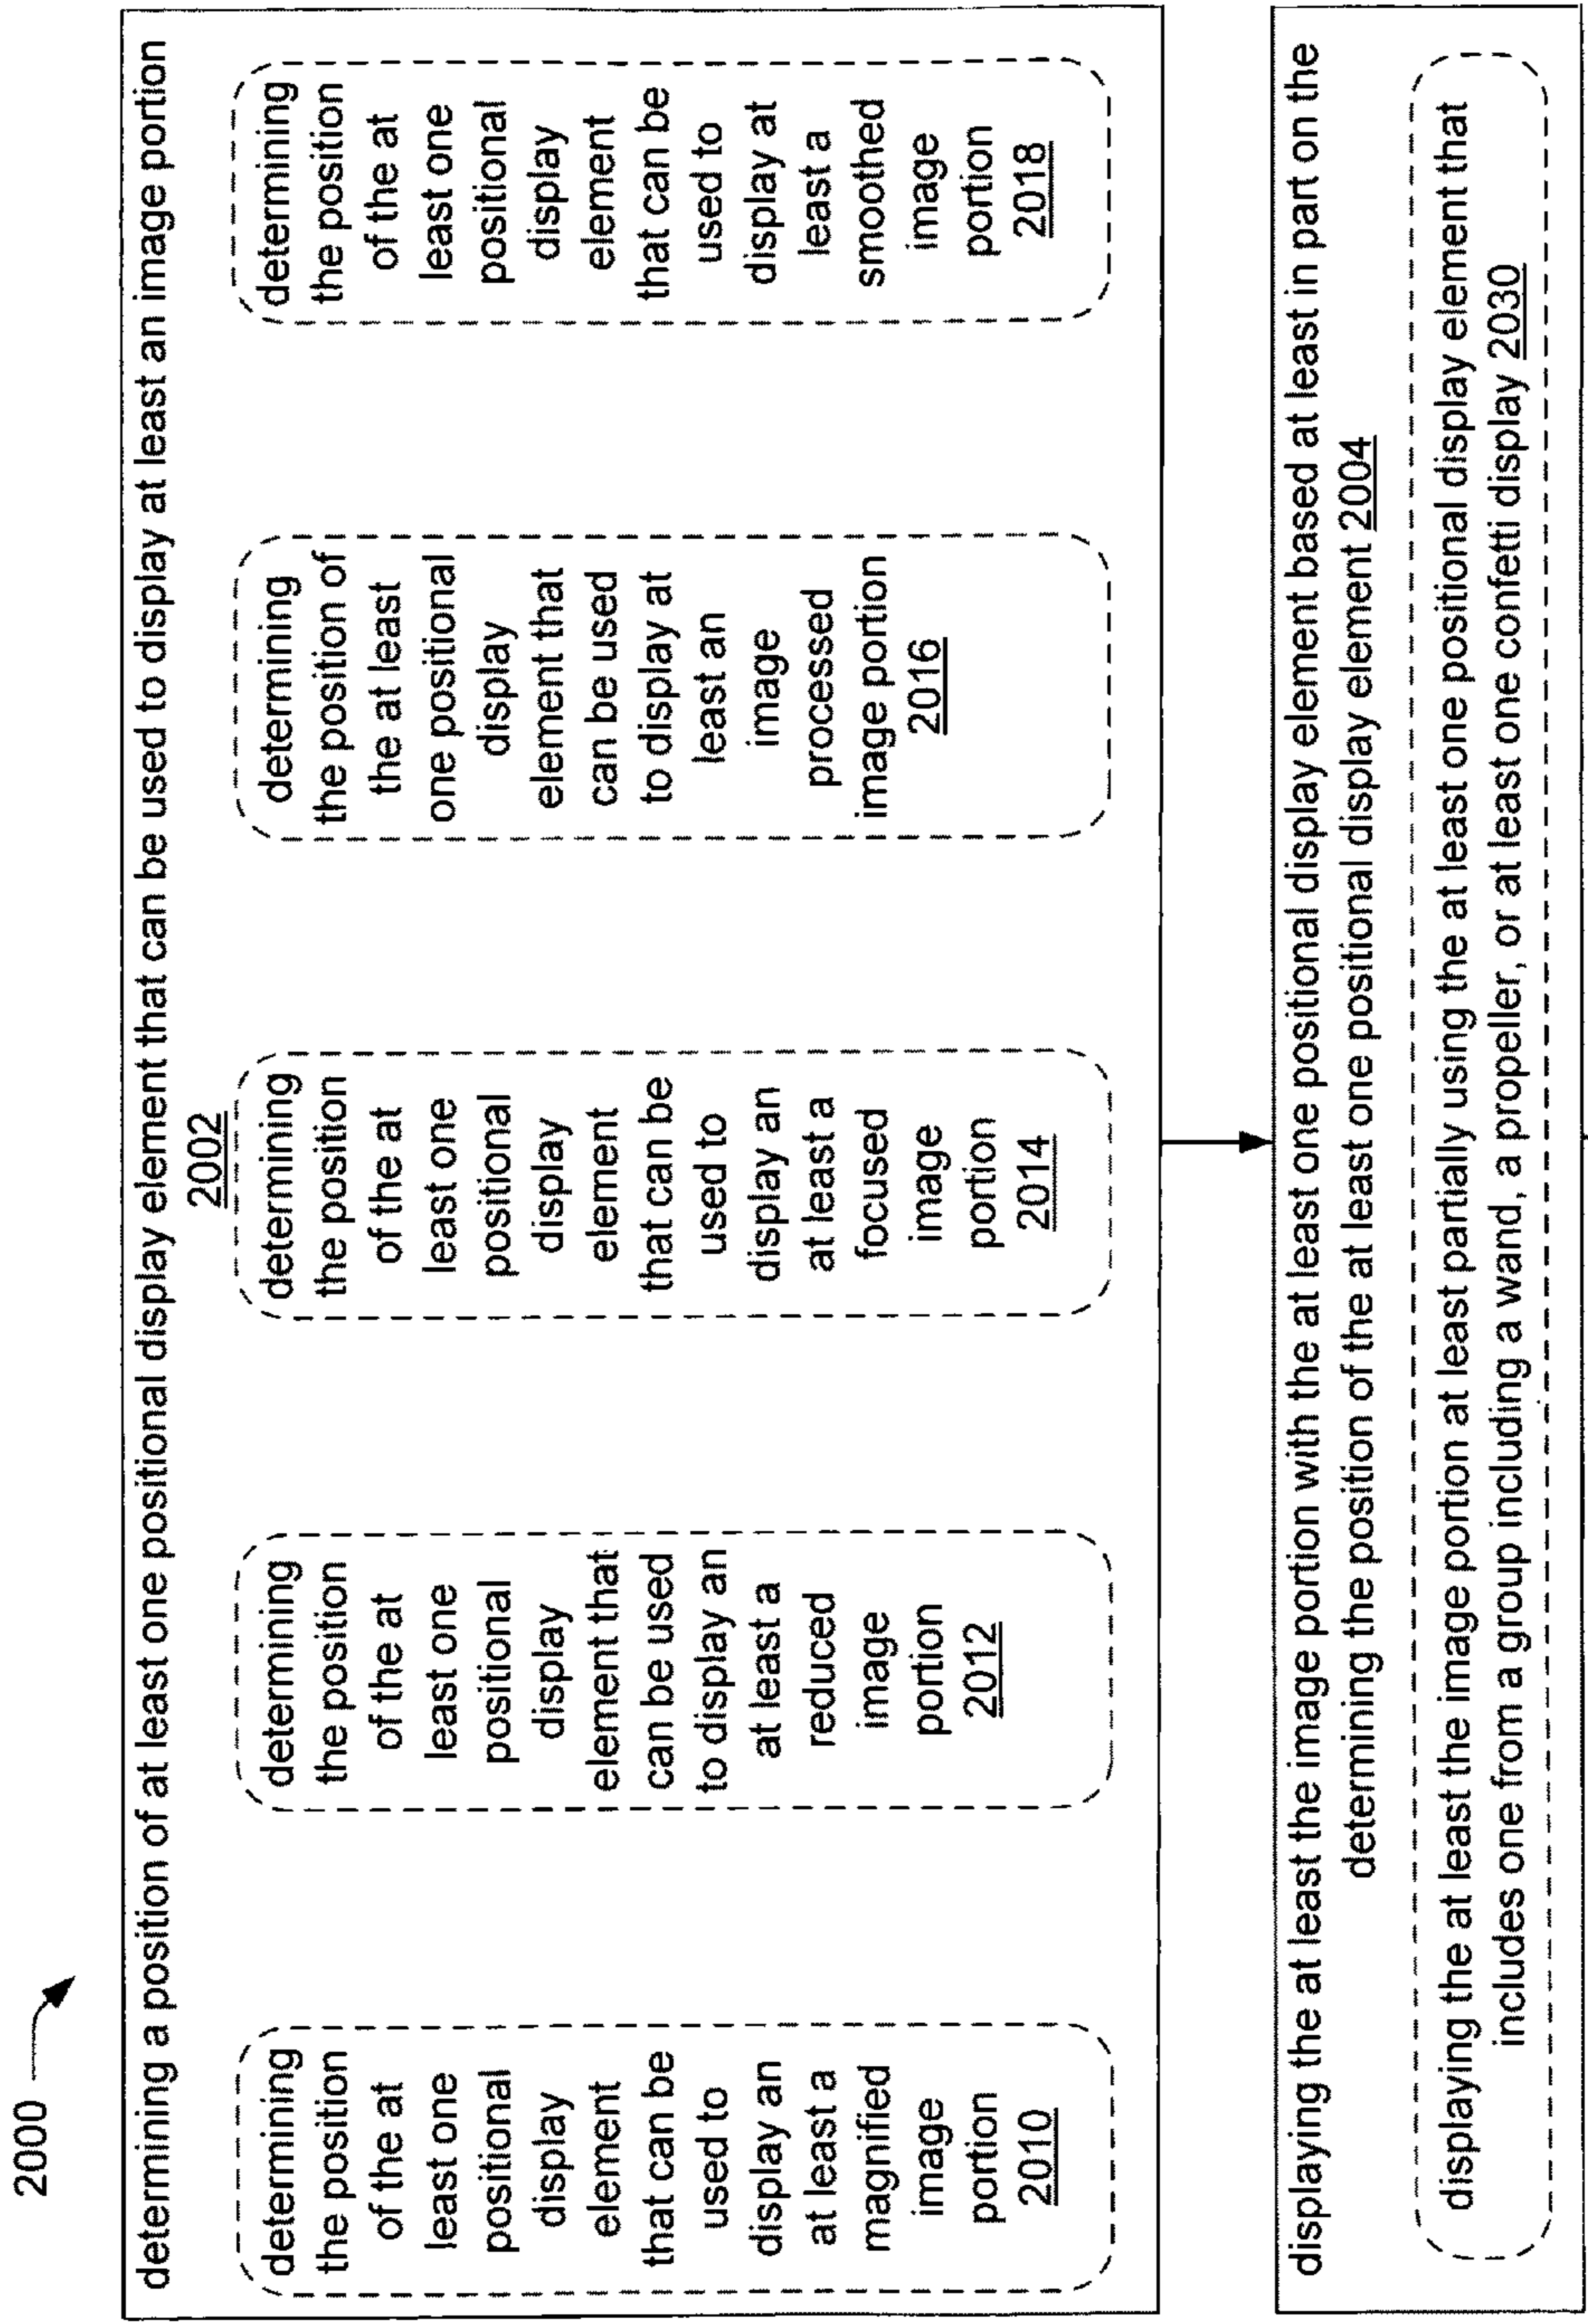 2000
determining a position of at least one positional display element that can be used to display at least an image portion
2002
determining
the position
of the at
least one
positional
display
element
that can be
used to
display an
at least a
magnified
image
portion
2010
determining
the position
of the at
least one
positional
display
element that
can be used
to display an
at least a
reduced
image
portion
2012
determining
the position
of the at
least one
positional
display
element
that can be
used to
display an
at least a
focused
image
portion
2014
determining
the position of
the at least
one positional
display
element that
can be used
to display at
least an
image
processed
image portion
2016
determining
the position
of the at
least one
positional
display
element
that can be
used to
display at
least a
smoothed
image
portion
2018
displaying the at least the image portion with the at least one positional display element based at least in part on the
determining the position of the at least one positional display element 2004
displaying the at least the image portion at least partially using the at least one positional display element that
includes one from a group including a wand, a propeller, or at least one confetti display 2030